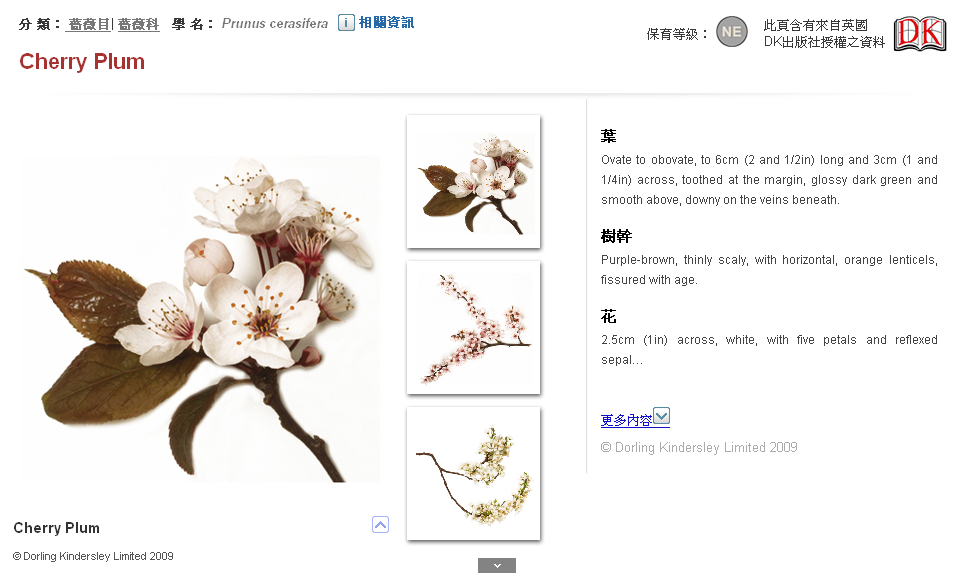 分 類： 薔薇目| 薔薇科 學 名： Prunus cerasifera i 相關資訊
Cherry Plum
保育等級： NE
此頁含有來自英國
DK出版社授權之資料
DK
葉
Ovate to obovate, to 6cm (2 and 1/2in) long and 3cm (1 and
1/4in) across, toothed at the margin, glossy dark green and
smooth above, downy on the veins beneath.
樹幹
Purple-brown, thinly scaly, with horizontal, orange lenticels,
fissured with age.
花
2.5cm (1in) across, white, with five petals and reflexed
sepal…
更多內容
© Dorling Kindersley Limited 2009
Cherry Plum
© Dorling Kindersley Limited 2009